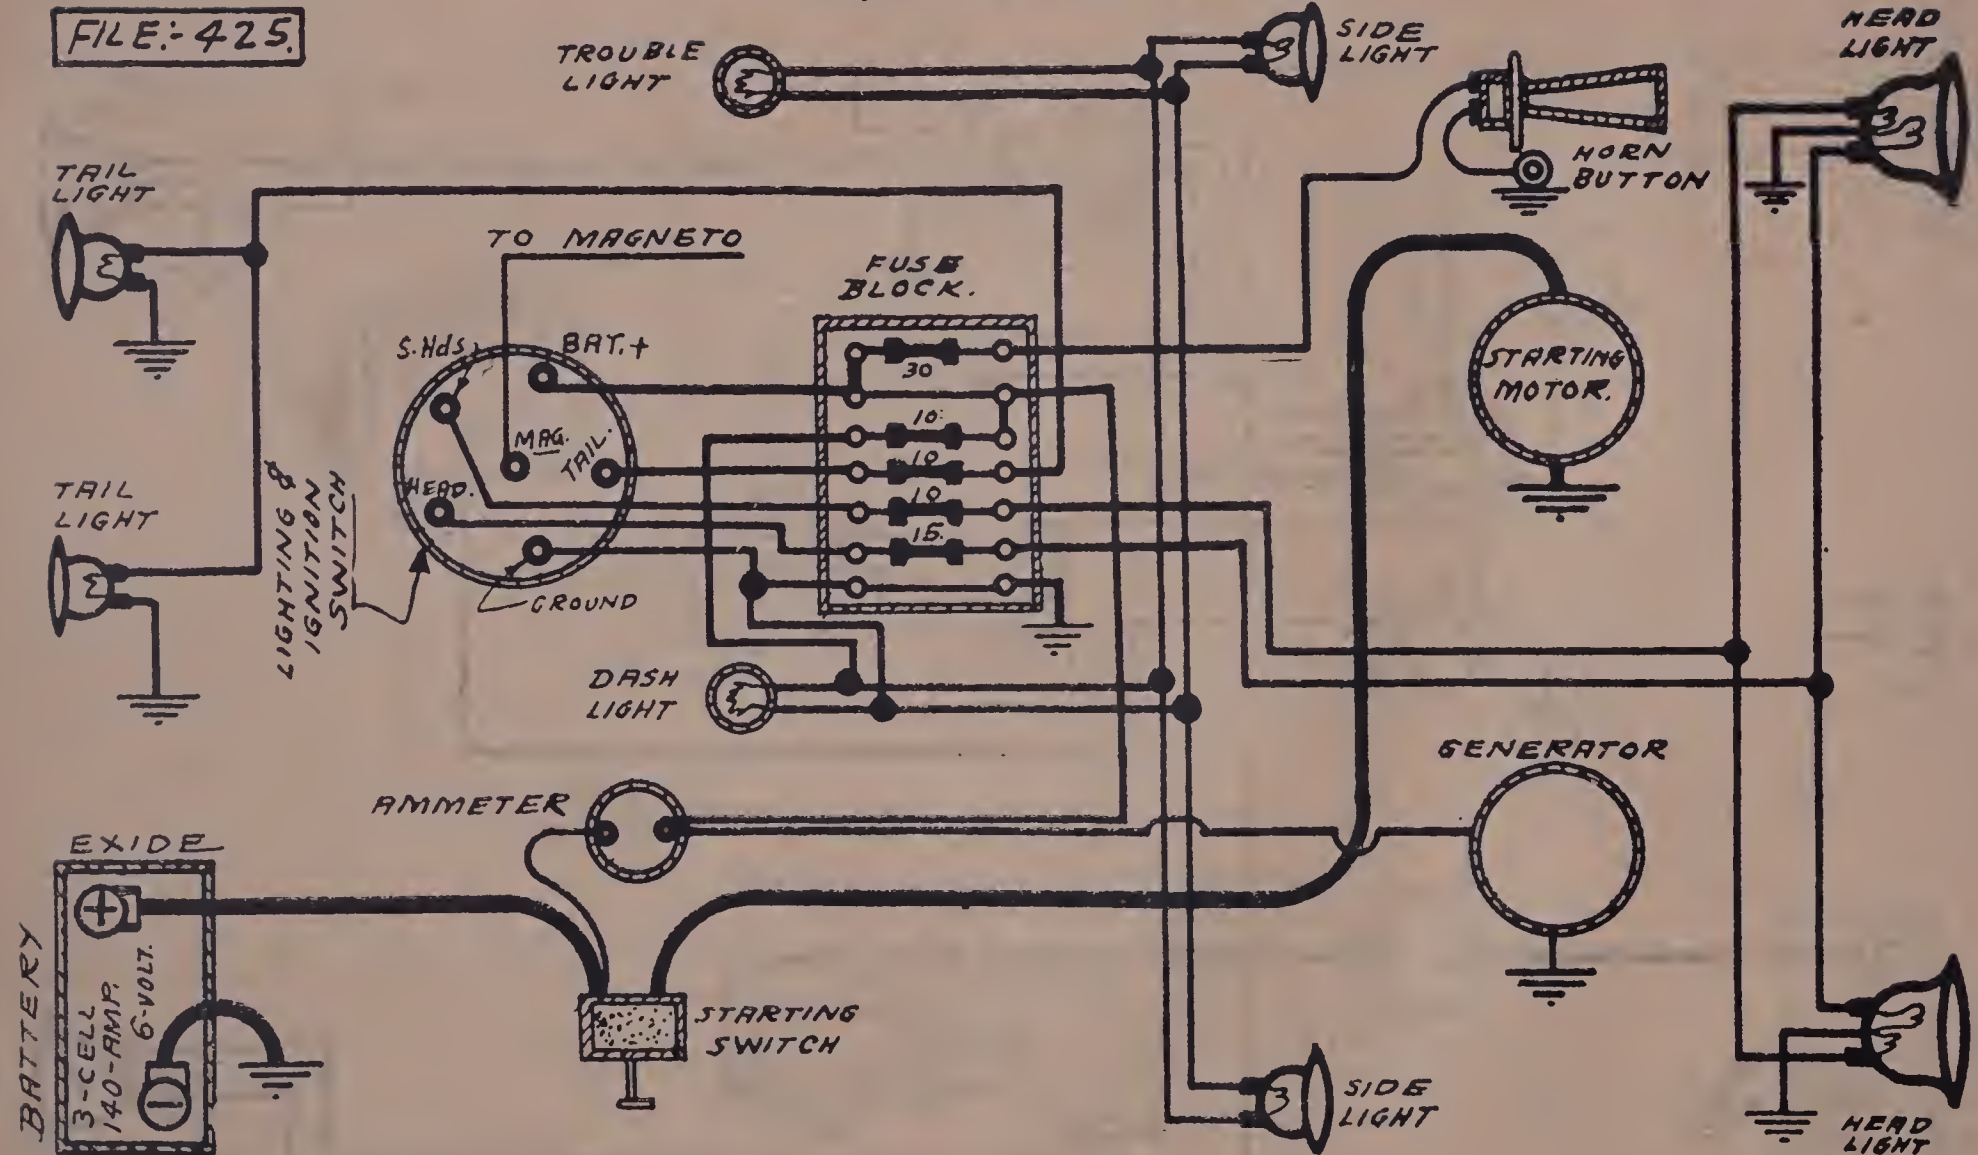 FILE:- 425.
TROUBLE
LIGHT
SIDE
LIGHT
HEAD
LIGHT
TAIL
LIGHT
HORN
BUTTON
TO MAGNETO
FUSE
BLOCK.
S.Hds
BAT.+
30
STARTING
MOTOR.
10
MAG.
TAIL.
10
HEAD.
10
15.
TAIL
LIGHT
LIGHTING &
IGNITION
SWITCH
GROUND
DASH
LIGHT
GENERATOR
AMMETER
EXIDE
BATTERY
3-CELL
140-AMP.
6-VOLT.
+
-
STARTING
SWITCH
SIDE
LIGHT
HEAD
LIGHT